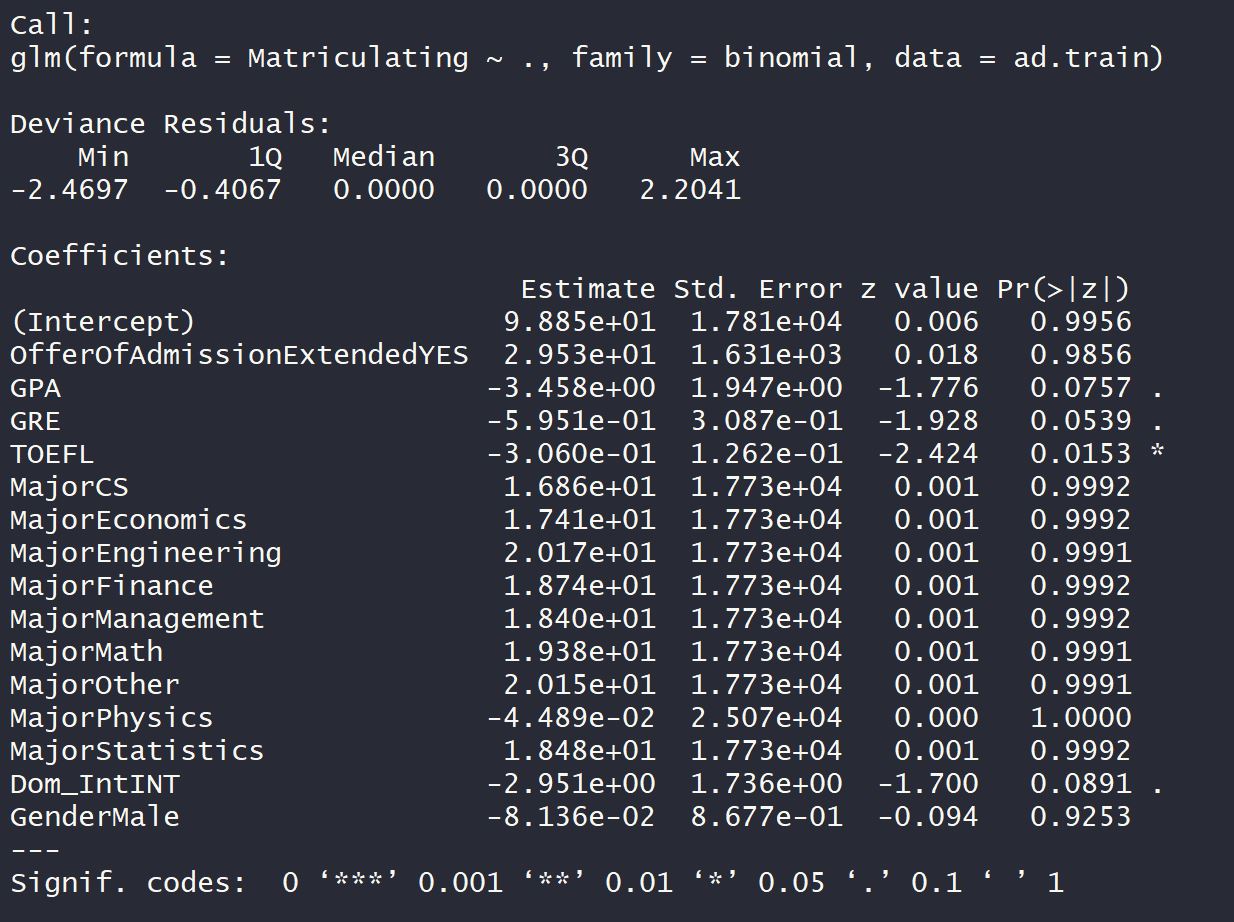 Call:
glm(formula = Matriculating ~ ., family = binomial, data = ad.train)
Deviance Residuals:
    Min       1Q   Median       3Q      Max
-2.4697  -0.4067   0.0000   0.0000   2.2041
Coefficients:
                              Estimate Std. Error z value Pr(>|z|)
(Intercept)                  9.885e+01  1.781e+04   0.006   0.9956
OfferOfAdmissionExtendedYES  2.953e+01  1.631e+03   0.018   0.9856
GPA                         -3.458e+00  1.947e+00  -1.776   0.0757 .
GRE                         -5.951e-01  3.087e-01  -1.928   0.0539 .
TOEFL                       -3.060e-01  1.262e-01  -2.424   0.0153 *
MajorCS                      1.686e+01  1.773e+04   0.001   0.9992
MajorEconomics               1.741e+01  1.773e+04   0.001   0.9992
MajorEngineering             2.017e+01  1.773e+04   0.001   0.9991
MajorFinance                 1.874e+01  1.773e+04   0.001   0.9992
MajorManagement              1.840e+01  1.773e+04   0.001   0.9992
MajorMath                    1.938e+01  1.773e+04   0.001   0.9991
MajorOther                   2.015e+01  1.773e+04   0.001   0.9991
MajorPhysics                -4.489e-02  2.507e+04   0.000   1.0000
MajorStatistics              1.848e+01  1.773e+04   0.001   0.9992
Dom_IntINT                  -2.951e+00  1.736e+00  -1.700   0.0891 .
GenderMale                  -8.136e-02  8.677e-01  -0.094   0.9253
---
Signif. codes:  0 ‘***’ 0.001 ‘**’ 0.01 ‘*’ 0.05 ‘.’ 0.1 ‘ ’ 1